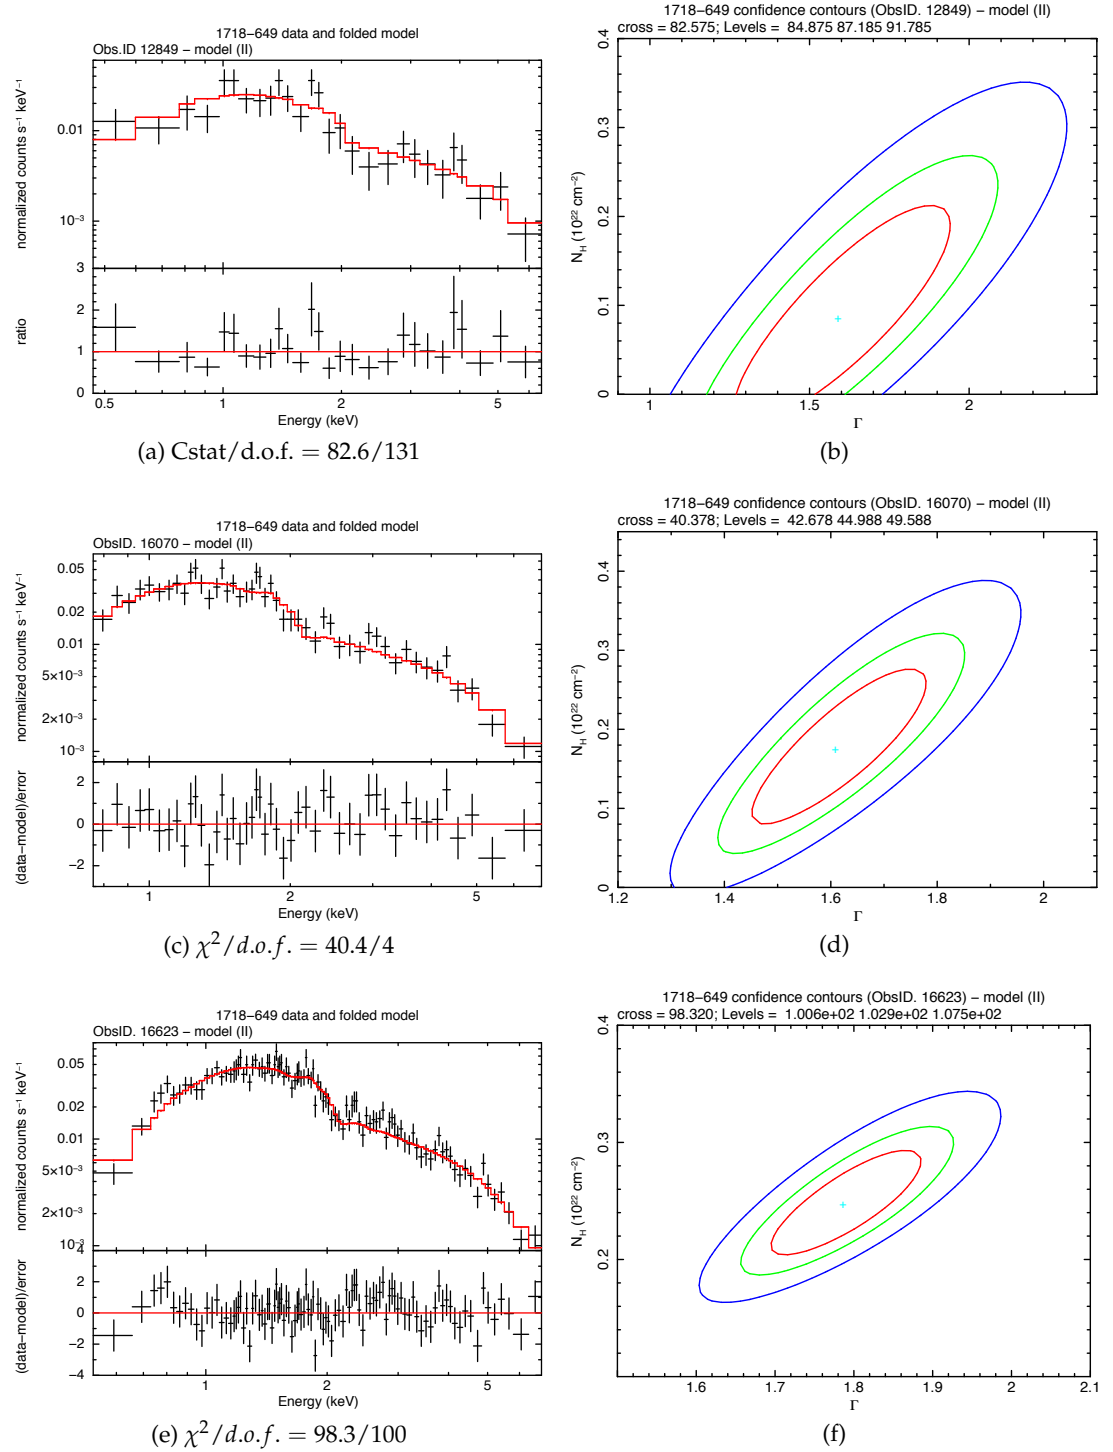 1718−649 data and folded model
Obs.ID 12849 − model (II)
normalized counts s⁻¹ keV⁻¹
0.01
10⁻³
3
ratio
2
1
0
0.5 1 2 5
Energy (keV)
(a) Cstat/d.o.f. = 82.6/131
1718−649 confidence contours (ObsID. 12849) − model (II)
cross = 82.575; Levels = 84.875 87.185 91.785
N_H (10²² cm⁻²)
0.4
0.3
0.2
0.1
0
1 1.5 2
Γ
(b)
1718−649 data and folded model
ObsID. 16070 − model (II)
normalized counts s⁻¹ keV⁻¹
0.05
0.02
0.01
5×10⁻³
2×10⁻³
10⁻³
(data−model)/error
2
0
−2
1 2 5
Energy (keV)
(c) χ²/d.o.f. = 40.4/4
1718−649 confidence contours (ObsID. 16070) − model (II)
cross = 40.378; Levels = 42.678 44.988 49.588
N_H (10²² cm⁻²)
0.4
0.3
0.2
0.1
0
1.2 1.4 1.6 1.8 2
Γ
(d)
1718−649 data and folded model
ObsID. 16623 − model (II)
normalized counts s⁻¹ keV⁻¹
0.05
0.02
0.01
5×10⁻³
2×10⁻³
10⁻³
(data−model)/error
4
2
0
−2
−4
1 2 5
Energy (keV)
(e) χ²/d.o.f. = 98.3/100
1718−649 confidence contours (ObsID. 16623) − model (II)
cross = 98.320; Levels = 1.006e+02 1.029e+02 1.075e+02
N_H (10²² cm⁻²)
0.4
0.3
0.2
1.6 1.7 1.8 1.9 2 2.1
Γ
(f)